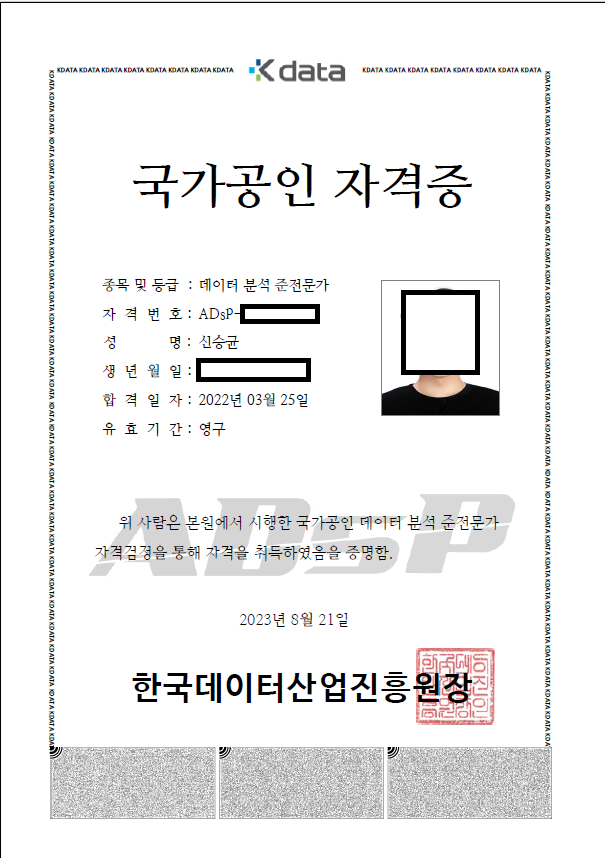 KDATA KDATA KDATA KDATA KDATA KDATA KDATA KDATA
K data
KDATA KDATA KDATA KDATA KDATA KDATA KDATA KDATA
국가공인 자격증
종목 및 등급 : 데이터 분석 준전문가
자 격 번 호 : ADsP-
성 명 : 신승균
생 년 월 일 :
합 격 일 자 : 2022년 03월 25일
유 효 기 간 : 영구
ADsP
위 사람은 본원에서 시행한 국가공인 데이터 분석 준전문가
자격검정을 통해 자격을 취득하였음을 증명함.
2023년 8월 21일
한국데이터산업진흥원장